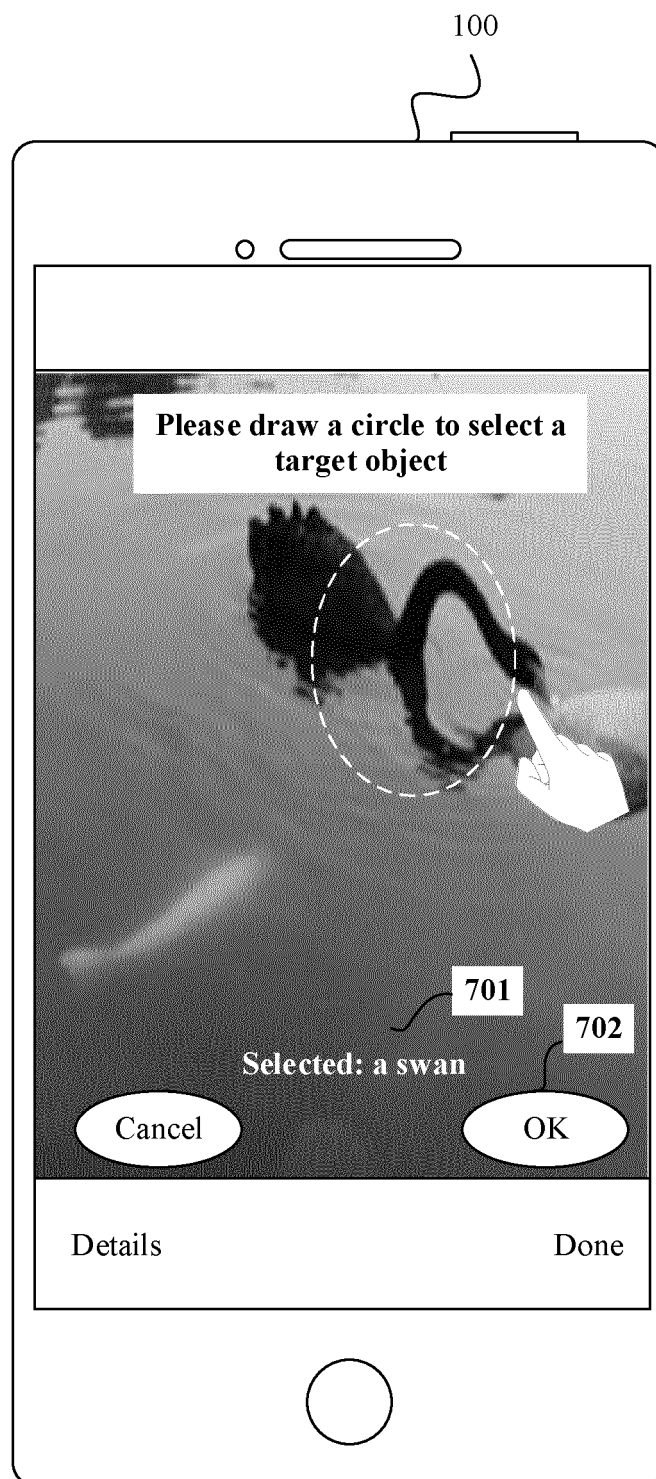 100
Please draw a circle to select a
target object
701
702
Selected: a swan
Cancel
OK
Details
Done